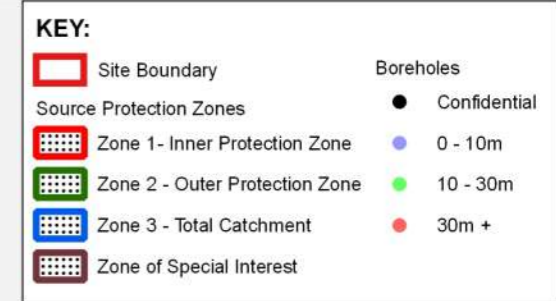 KEY:
Site Boundary
Source Protection Zones
Zone 1- Inner Protection Zone
Zone 2 - Outer Protection Zone
Zone 3 - Total Catchment
Zone of Special Interest
Boreholes
Confidential
0 - 10m
10 - 30m
30m +